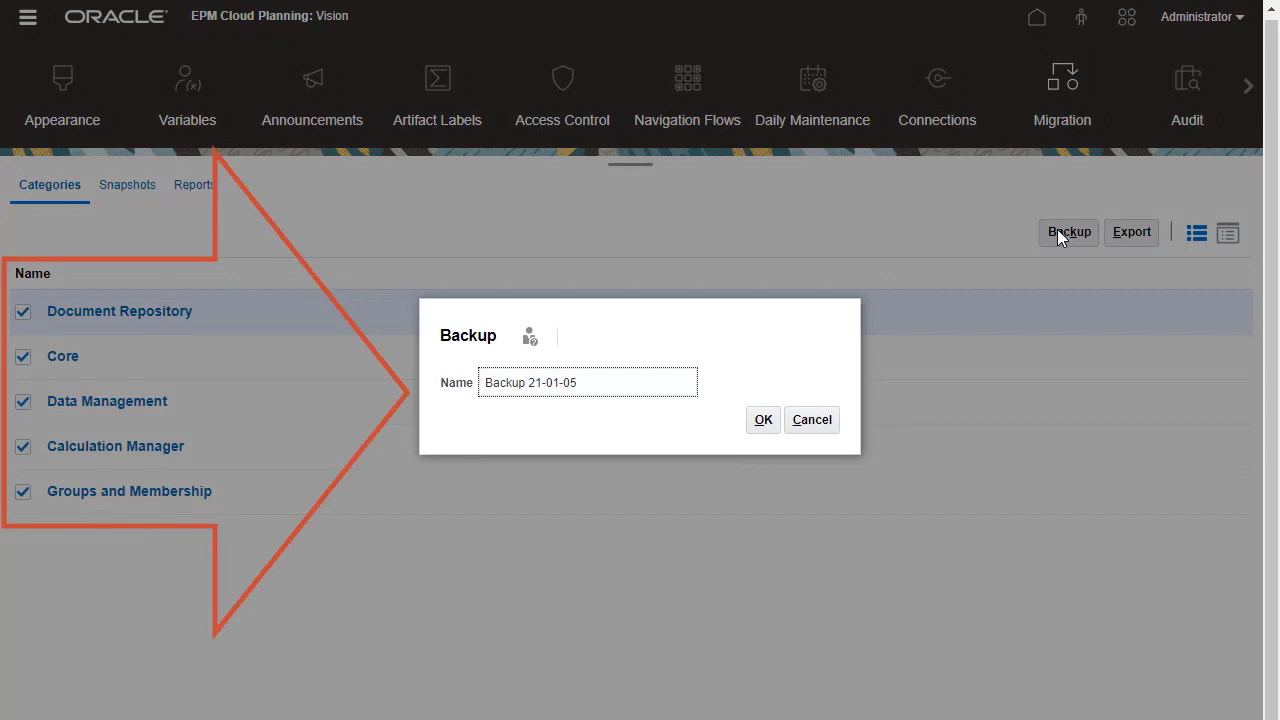 ORACLE® EPM Cloud Planning: Vision Administrator
Appearance Variables Announcements Artifact Labels Access Control Navigation Flows Daily Maintenance Connections Migration Audit
Categories Snapshots Reports
Backup Export
Name
Document Repository
Core
Data Management
Calculation Manager
Groups and Membership
Backup
Name Backup 21-01-05
OK Cancel